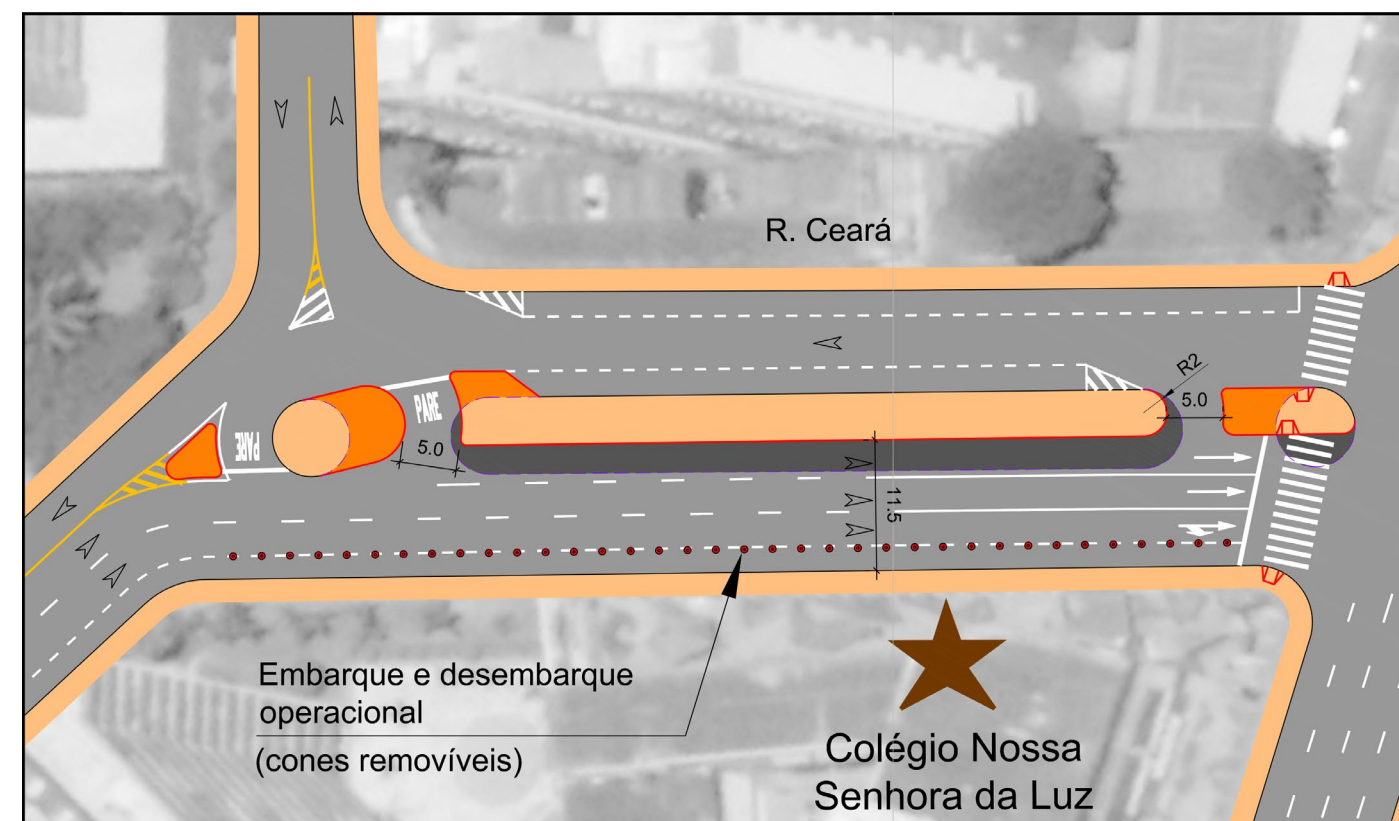 R. Ceará
R2
5.0
PARE
PARE
5.0
11.5
Embarque e desembarque
operacional
(cones removíveis)
Colégio Nossa
Senhora da Luz